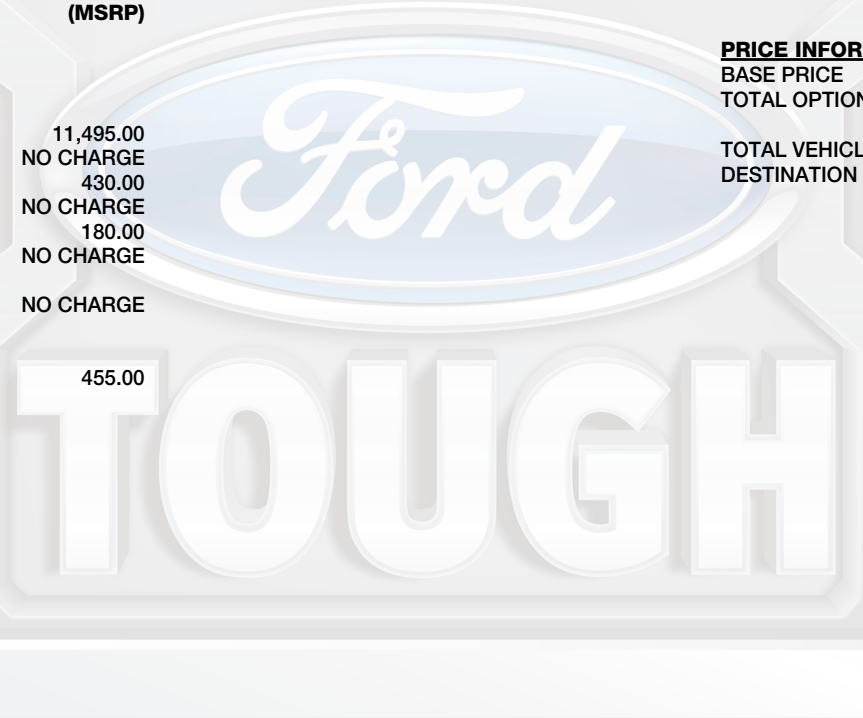 (MSRP)
11,495.00
NO CHARGE
430.00
NO CHARGE
180.00
NO CHARGE
NO CHARGE
455.00
PRICE INFOR
BASE PRICE
TOTAL OPTION
TOTAL VEHICL
DESTINATION
Ford
TOUGH